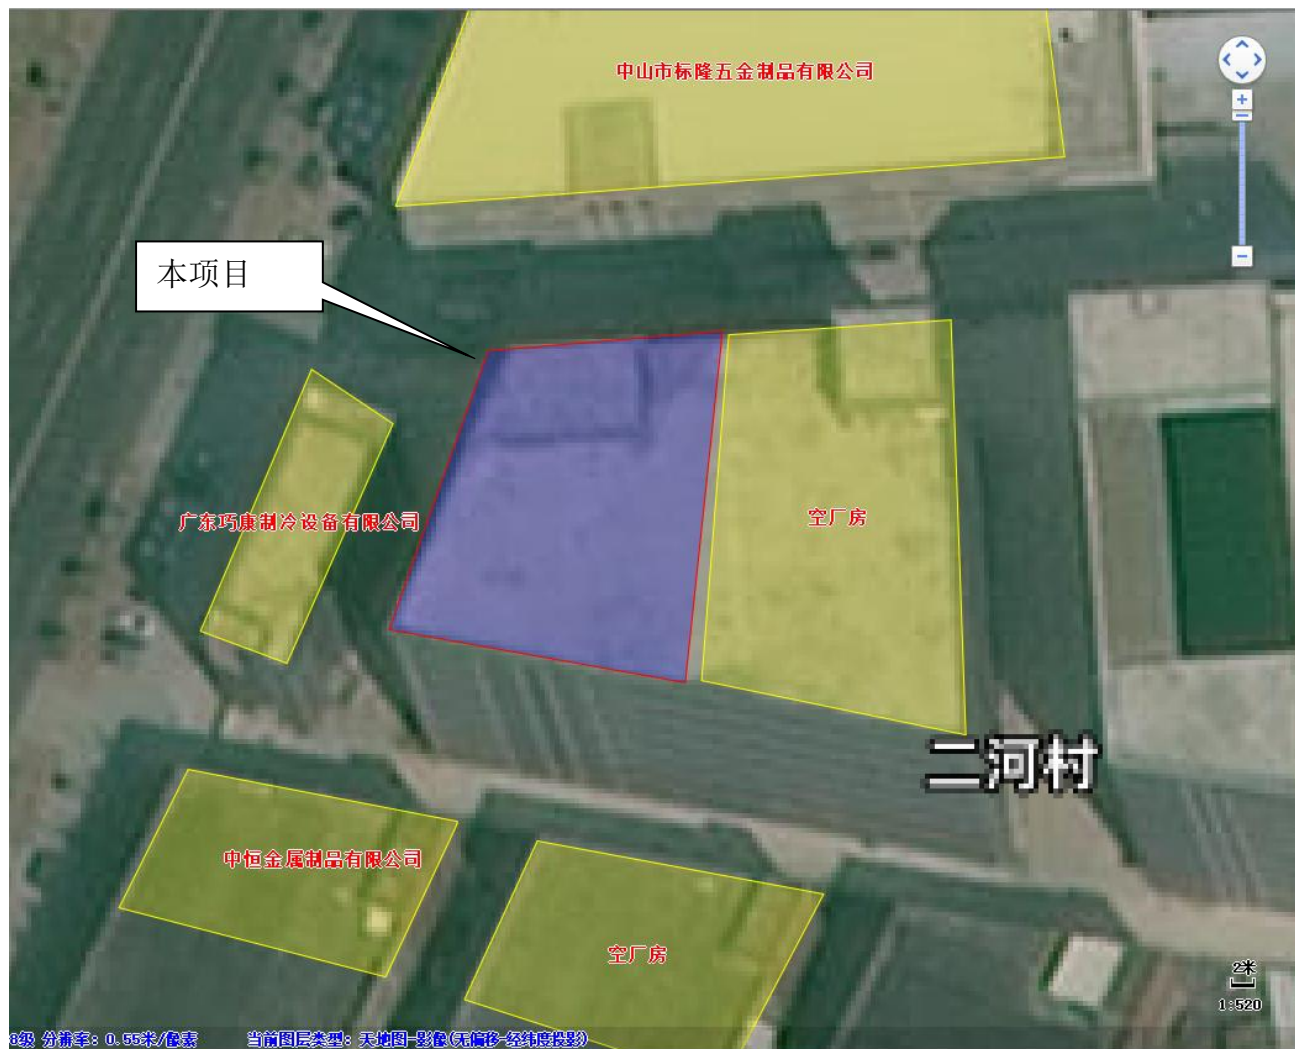 中山市标隆五金制品有限公司
本项目
广东巧康制冷设备有限公司
空厂房
二河村
中恒金属制品有限公司
空厂房
2米
1:520
8级 分辨率：0.55米/像素 当前图层类型：天地图-影像(无偏移-经纬度投影)